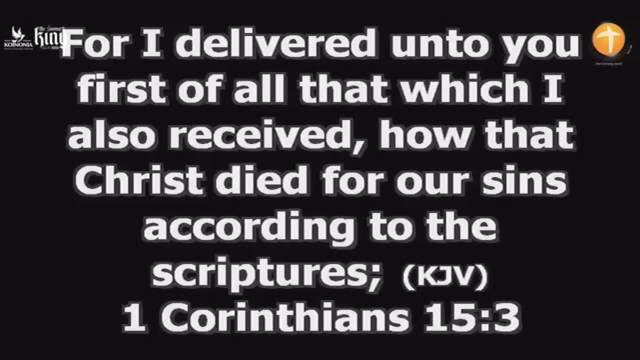 KOINONIA
For I delivered unto you
first of all that which I
also received, how that
Christ died for our sins
according to the
scriptures; (KJV)
1 Corinthians 15:3